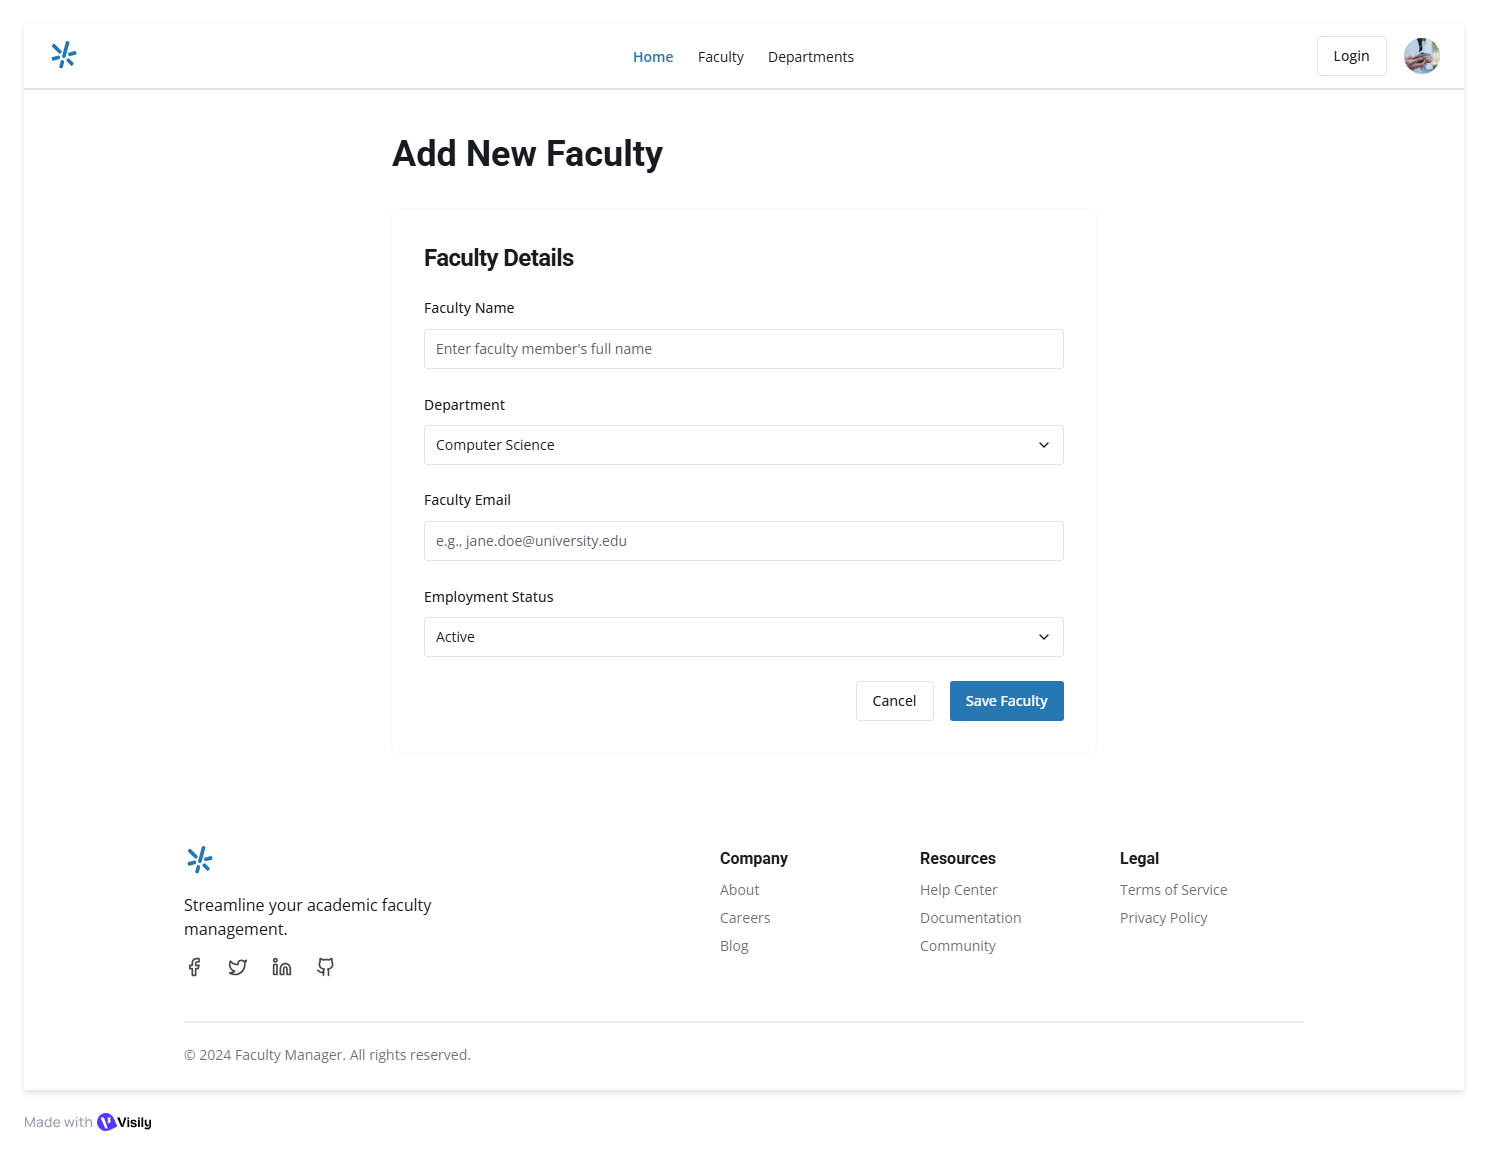 Home Faculty Departments Login
Add New Faculty
Faculty Details
Faculty Name
Enter faculty member's full name
Department
Computer Science
Faculty Email
e.g., jane.doe@university.edu
Employment Status
Active
Cancel Save Faculty
Streamline your academic faculty
management.
Company
About
Careers
Blog
Resources
Help Center
Documentation
Community
Legal
Terms of Service
Privacy Policy
© 2024 Faculty Manager. All rights reserved.
Made with Visily